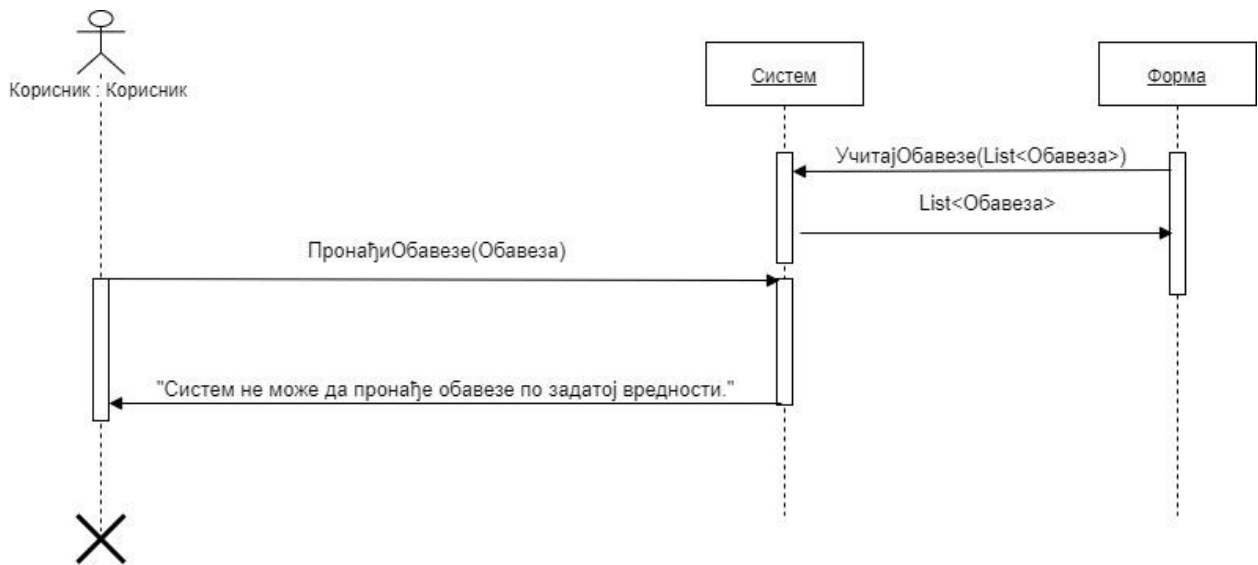 Корисник : Корисник
Систем
Форма
УчитајОбавезе(List<Обавеза>)
List<Обавеза>
ПронађиОбавезе(Обавеза)
"Систем не може да пронађе обавезе по задатој вредности."